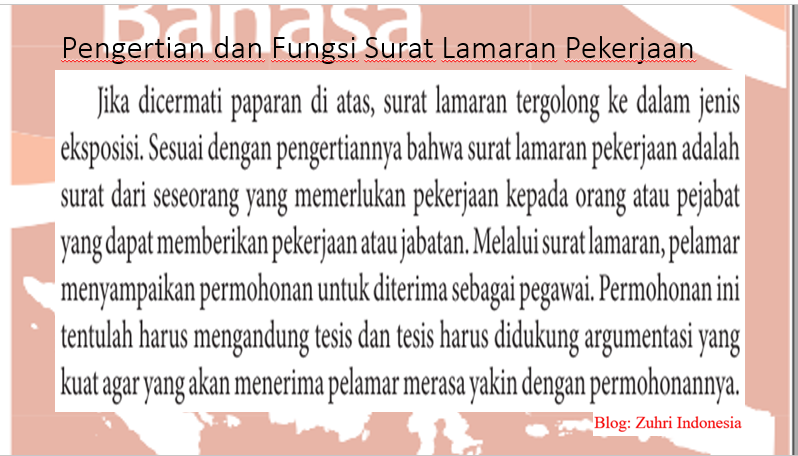 Bahasa
Pengertian dan Fungsi Surat Lamaran Pekerjaan
Jika dicermati paparan di atas, surat lamaran tergolong ke dalam jenis
eksposisi. Sesuai dengan pengertiannya bahwa surat lamaran pekerjaan adalah
surat dari seseorang yang memerlukan pekerjaan kepada orang atau pejabat
yang dapat memberikan pekerjaan atau jabatan. Melalui surat lamaran, pelamar
menyampaikan permohonan untuk diterima sebagai pegawai. Permohonan ini
tentulah harus mengandung tesis dan tesis harus didukung argumentasi yang
kuat agar yang akan menerima pelamar merasa yakin dengan permohonannya.
Blog: Zuhri Indonesia